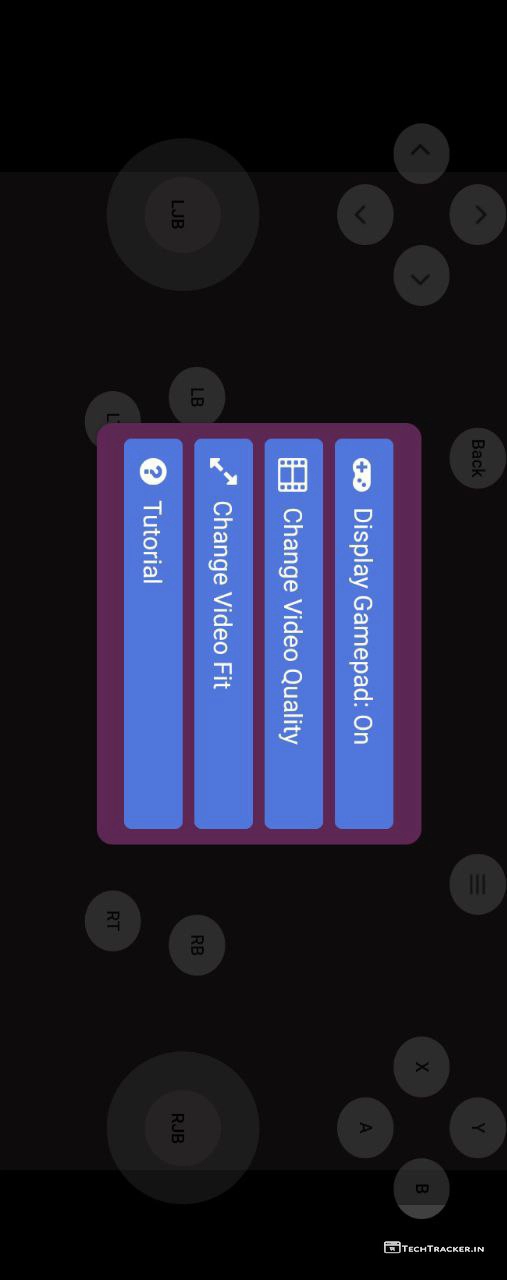 Back
Y
X
B
A
Display Gamepad: On
Change Video Quality
Change Video Fit
Tutorial
LB
RB
RT
LJB
RJB
TechTracker.in